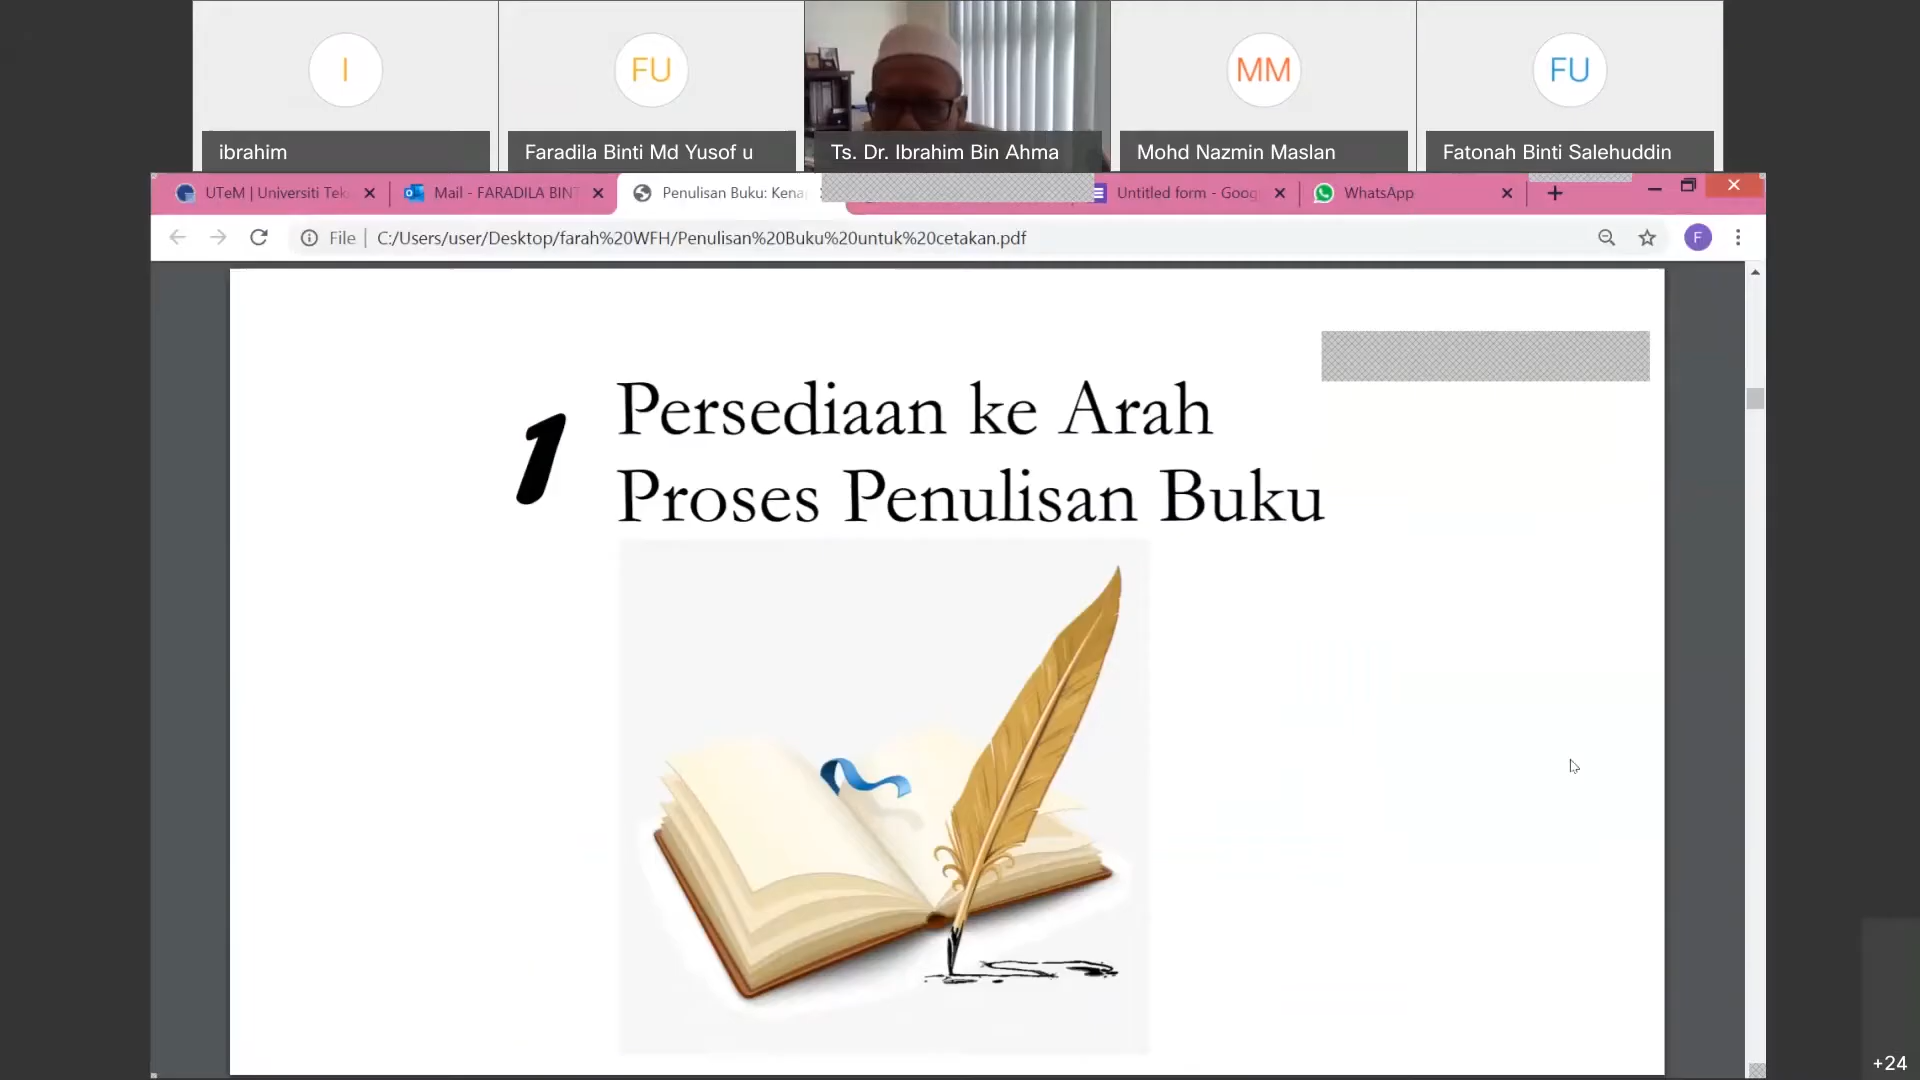 I
FU
MM
FU
ibrahim
Faradila Binti Md Yusof u
Ts. Dr. Ibrahim Bin Ahma
Mohd Nazmin Maslan
Fatonah Binti Salehuddin
UTeM | Universiti Tek
Mail - FARADILA BINT
Penulisan Buku: Kena
Untitled form - Goog
WhatsApp
File
C:/Users/user/Desktop/farah%20WFH/Penulisan%20Buku%20untuk%20cetakan.pdf
F
1
Persediaan ke Arah
Proses Penulisan Buku
+24